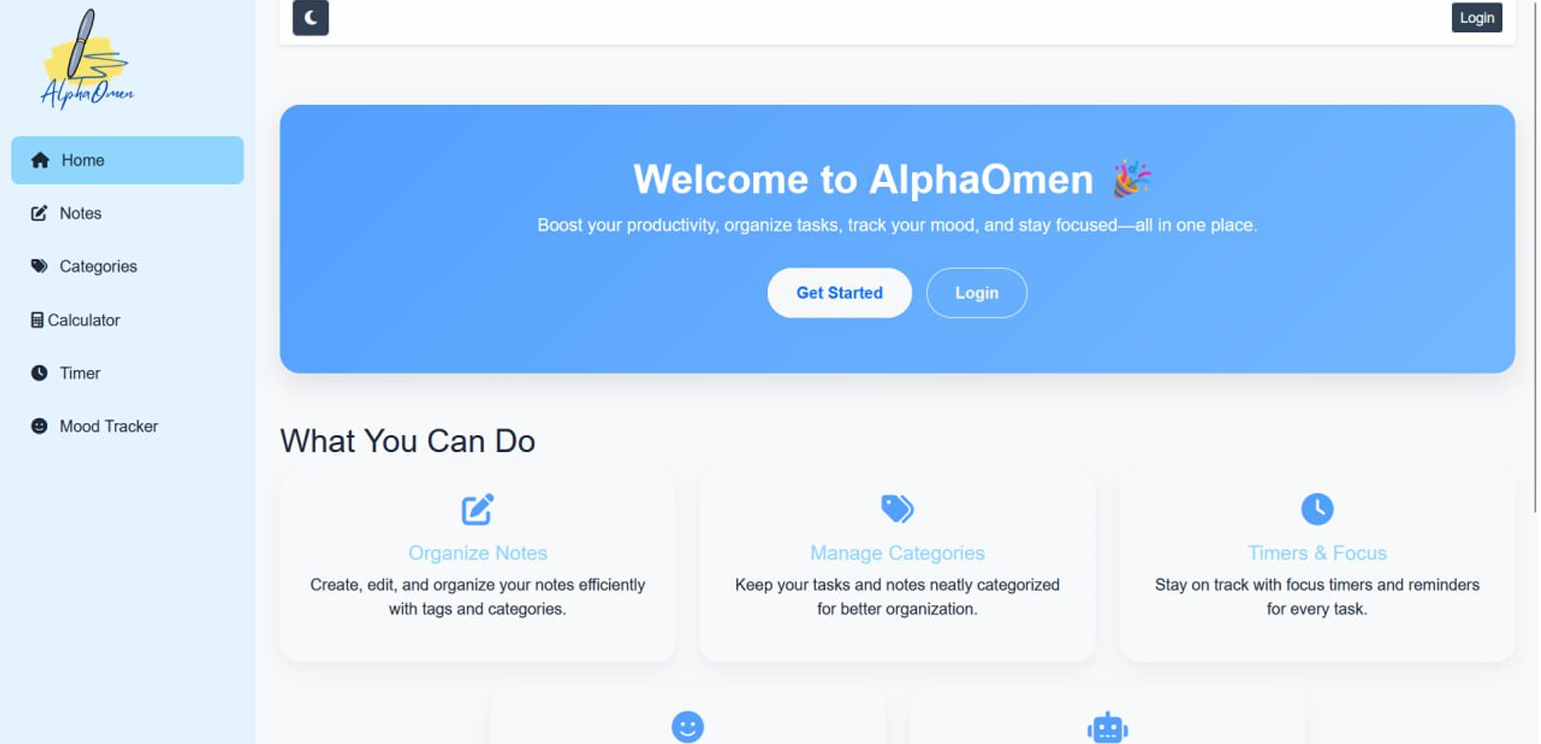 AlphaOmen
Login
Home
Notes
Categories
Calculator
Timer
Mood Tracker
Welcome to AlphaOmen 🎉
Boost your productivity, organize tasks, track your mood, and stay focused—all in one place.
Get Started
Login
What You Can Do
Organize Notes
Create, edit, and organize your notes efficiently
with tags and categories.
Manage Categories
Keep your tasks and notes neatly categorized
for better organization.
Timers & Focus
Stay on track with focus timers and reminders
for every task.